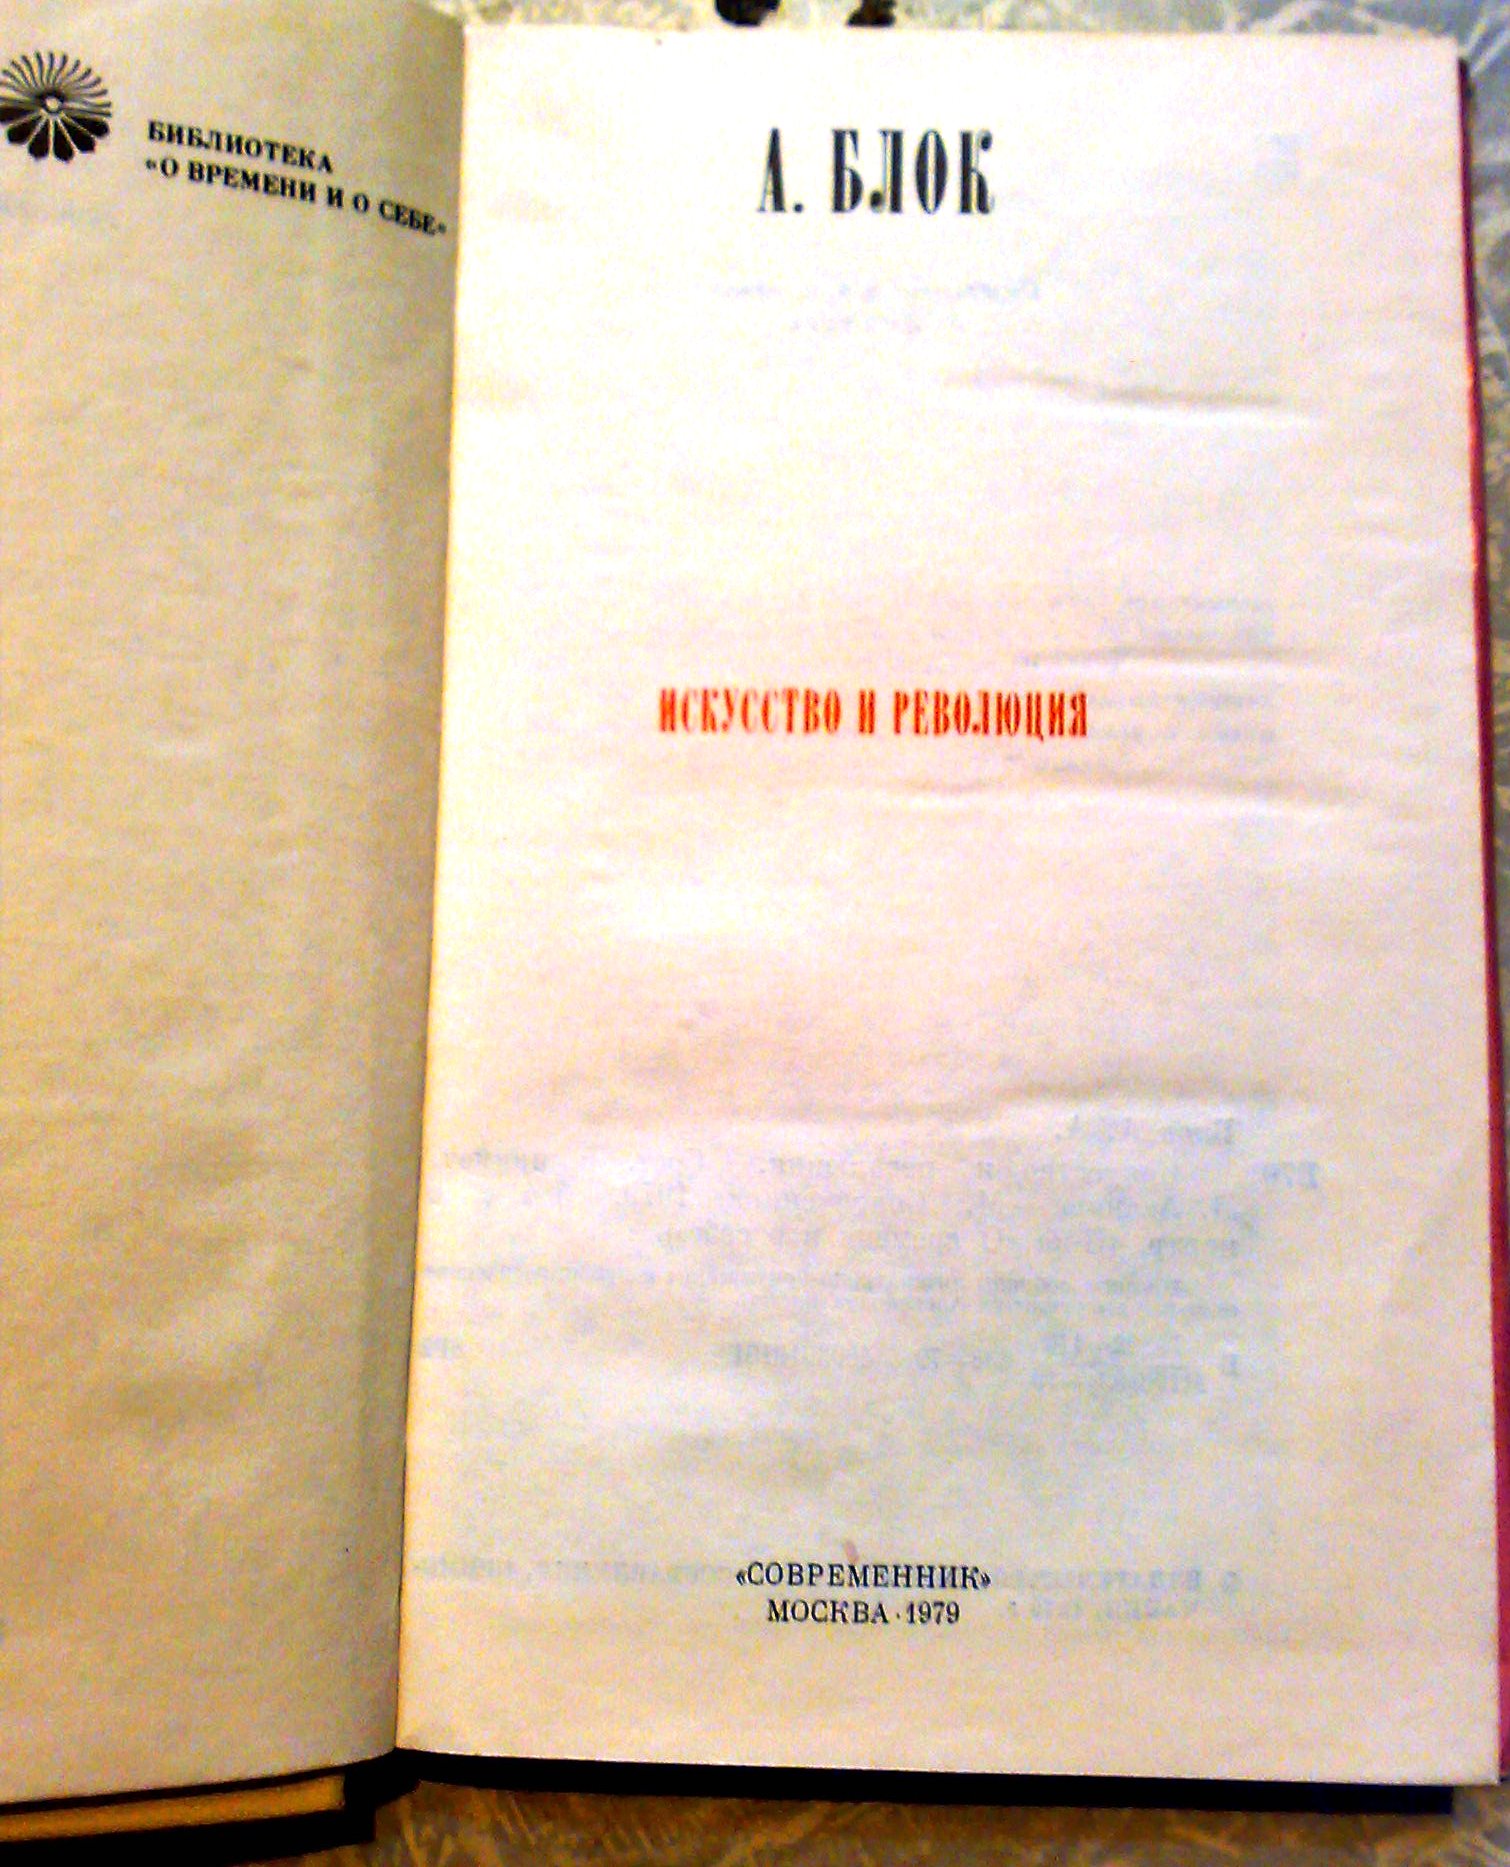 БИБЛИОТЕКА
«О ВРЕМЕНИ И О СЕБЕ»
А. БЛОК
ИСКУССТВО И РЕВОЛЮЦИЯ
«СОВРЕМЕННИК»
МОСКВА · 1979